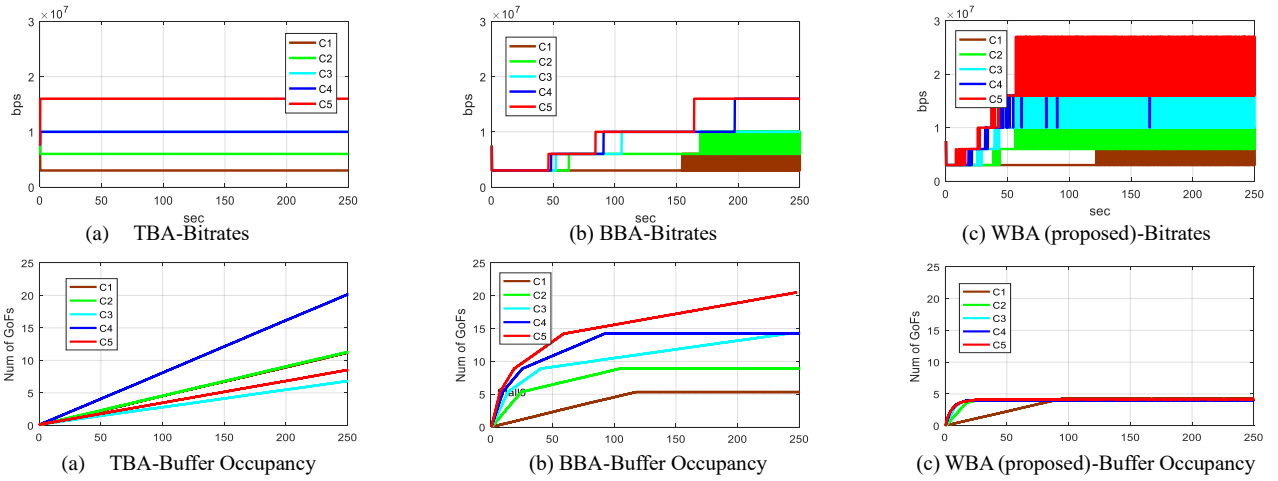 × 10⁷
3
2
1
0
bps
0 50 100 150 200 250
sec
C1
C2
C3
C4
C5
(a) TBA-Bitrates
× 10⁷
3
2
1
0
bps
0 50 100 150 200 250
sec
C1
C2
C3
C4
C5
(b) BBA-Bitrates
× 10⁷
3
2
1
0
bps
0 50 100 150 200 250
sec
C1
C2
C3
C4
C5
(c) WBA (proposed)-Bitrates
25
20
15
10
5
0
Num of GoFs
0 50 100 150 200 250
C1
C2
C3
C4
C5
(a) TBA-Buffer Occupancy
25
20
15
10
5
0
Num of GoFs
0 50 100 150 200 250
C1
C2
C3
C4
C5
(b) BBA-Buffer Occupancy
25
20
15
10
5
0
Num of GoFs
0 50 100 150 200 250
C1
C2
C3
C4
C5
(c) WBA (proposed)-Buffer Occupancy